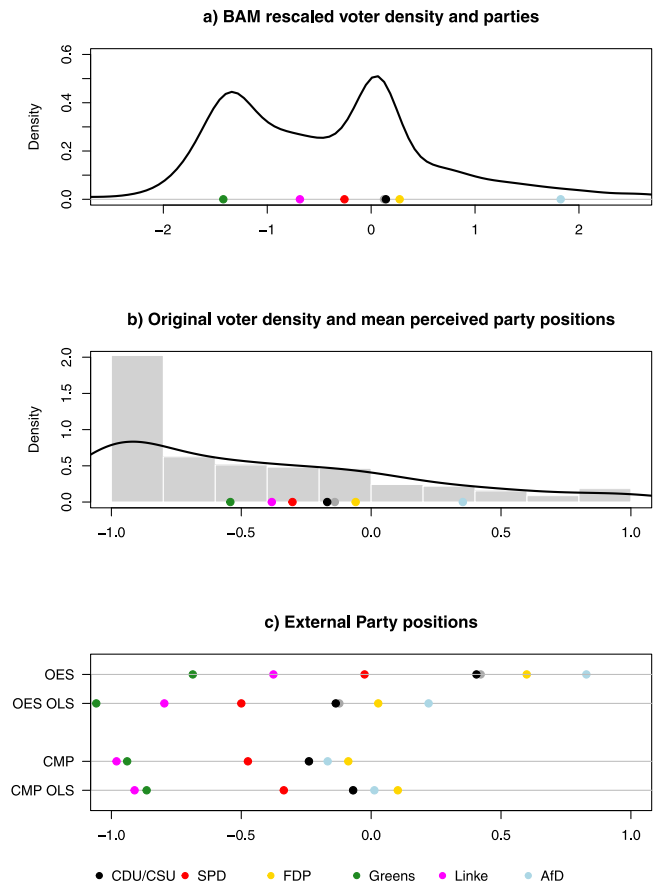 a) BAM rescaled voter density and parties
Density
0.0 0.2 0.4 0.6
−2 −1 0 1 2
b) Original voter density and mean perceived party positions
Density
0.0 0.5 1.0 1.5 2.0
−1.0 −0.5 0.0 0.5 1.0
c) External Party positions
OES
OES OLS
CMP
CMP OLS
−1.0 −0.5 0.0 0.5 1.0
CDU/CSU SPD FDP Greens Linke AfD